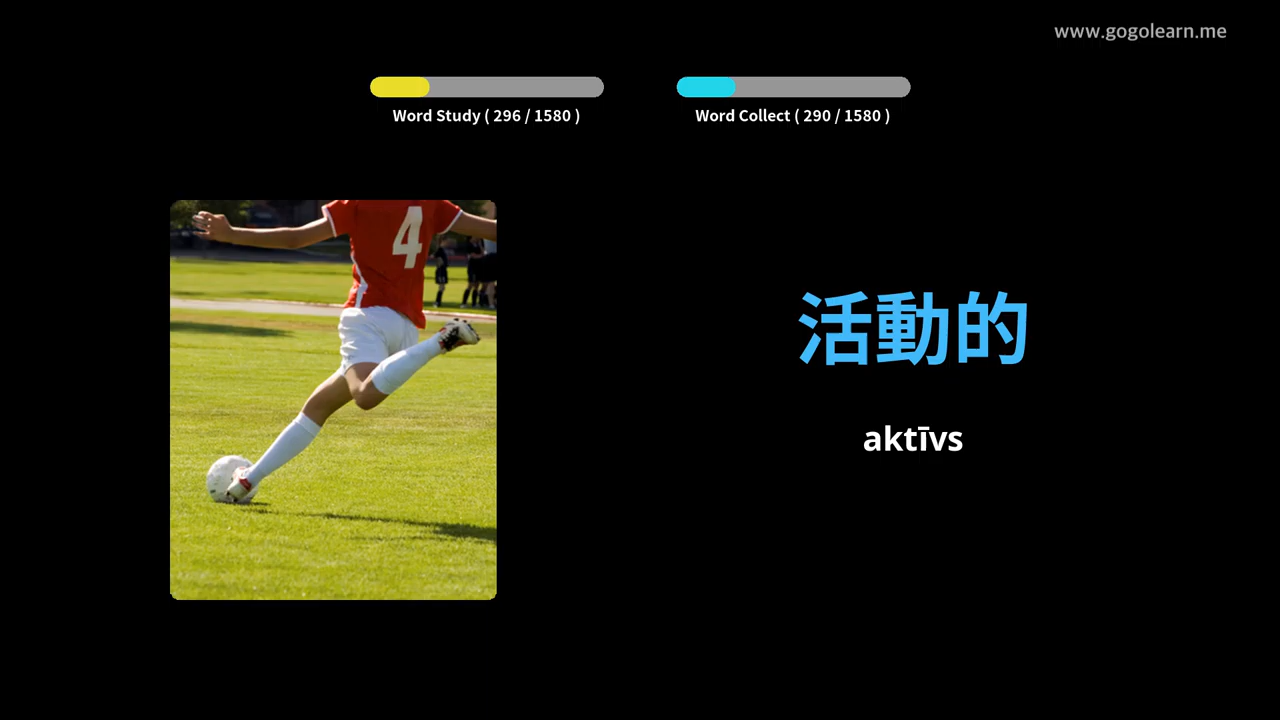 www.gogolearn.me
Word Study ( 296 / 1580 )
Word Collect ( 290 / 1580 )
4
活動的
aktīvs